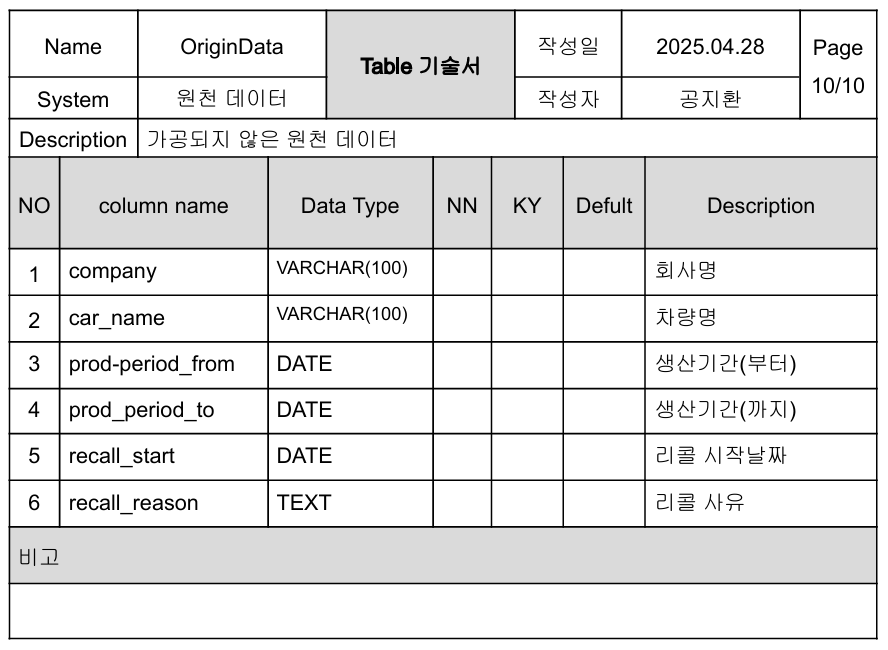 Name OriginData Table 기술서 작성일 2025.04.28 Page
System 원천 데이터 작성자 공지환 10/10
Description 가공되지 않은 원천 데이터
NO column name Data Type NN KY Defult Description
1 company VARCHAR(100) 회사명
2 car_name VARCHAR(100) 차량명
3 prod-period_from DATE 생산기간(부터)
4 prod_period_to DATE 생산기간(까지)
5 recall_start DATE 리콜 시작날짜
6 recall_reason TEXT 리콜 사유
비고